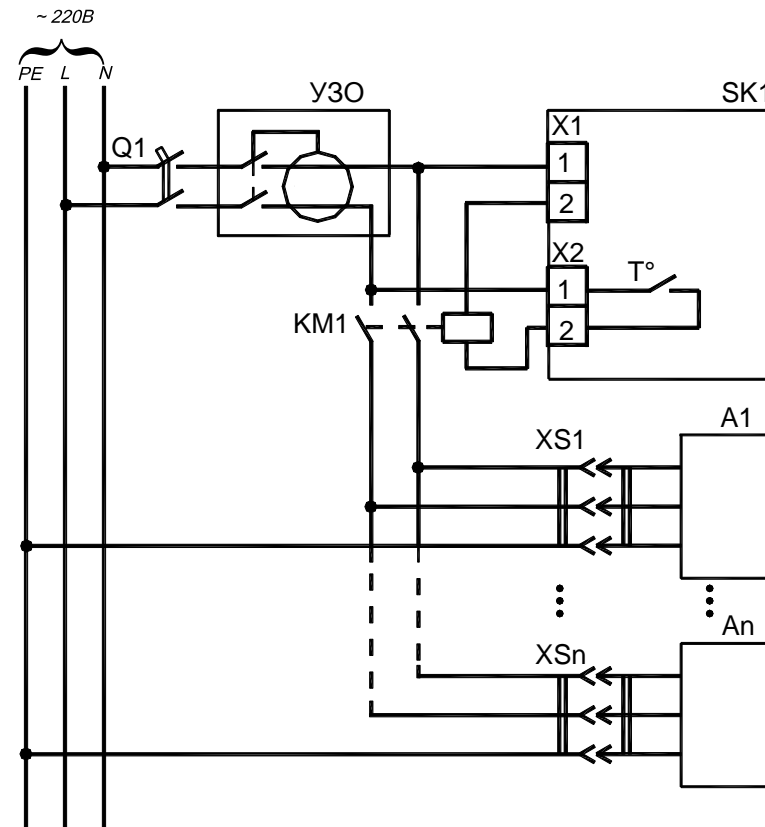 ~ 220В
PE L N
Q1
УЗО
SK1
X1
1
2
X2
1
2
T°
KM1
XS1
A1
XSn
An